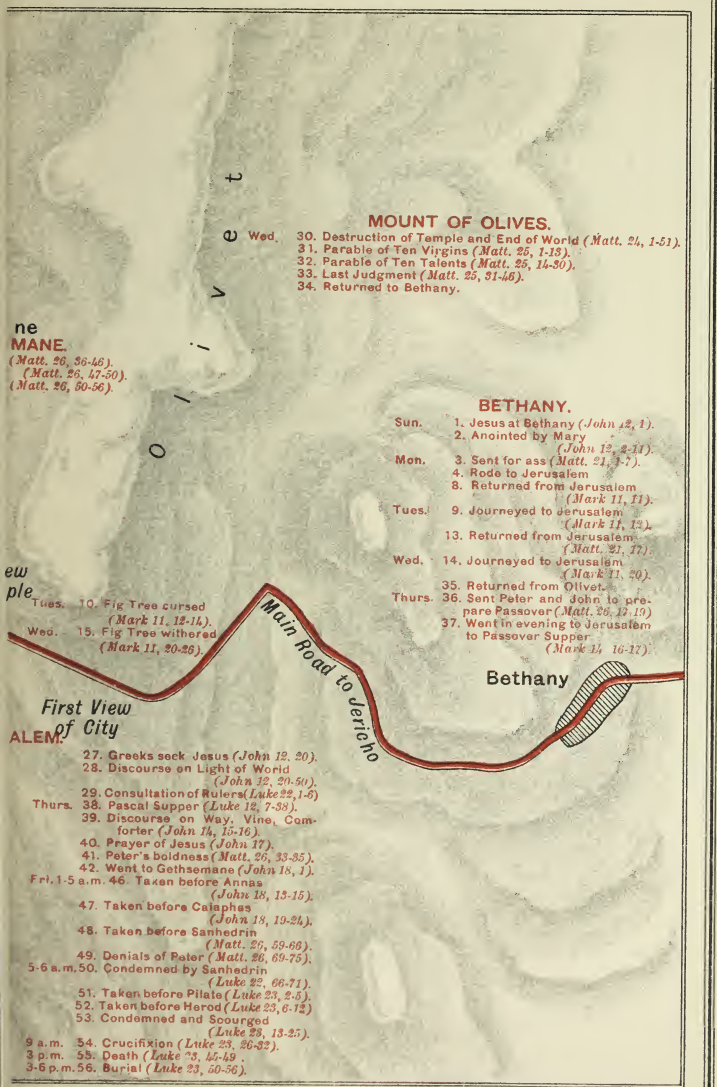 MOUNT OF OLIVES.
Wed. 30. Destruction of Temple and End of World (Matt. 24, 1-51).
31. Parable of Ten Virgins (Matt. 25, 1-13).
32. Parable of Ten Talents (Matt. 25, 14-30).
33. Last Judgment (Matt. 25, 31-46).
34. Returned to Bethany.
Olivet
ne
MANE.
(Matt. 26, 36-46).
(Matt. 26, 47-50).
(Matt. 26, 50-56).
BETHANY.
Sun. 1. Jesus at Bethany (John 12, 1).
2. Anointed by Mary
(John 12, 2-11).
Mon. 3. Sent for ass (Matt. 21, 1-7).
4. Rode to Jerusalem
8. Returned from Jerusalem
(Mark 11, 11).
Tues. 9. Journeyed to Jerusalem
(Mark 11, 12).
13. Returned from Jerusalem
(Matt. 21, 17).
Wed. 14. Journeyed to Jerusalem
(Mark 11, 20).
35. Returned from Olivet.
Thurs. 36. Sent Peter and John to pre-
pare Passover (Matt. 26, 17-19)
37. Went in evening to Jerusalem
to Passover Supper
(Mark 14, 16-17).
ew
ple
Tues. 10. Fig Tree cursed
(Mark 11, 12-14).
Wed. 15. Fig Tree withered
(Mark 11, 20-26).
Main Road to Jericho
Bethany
First View
of City
ALEM.
27. Greeks seek Jesus (John 12, 20).
28. Discourse on Light of World
(John 12, 20-50).
29. Consultation of Rulers (Luke 22, 1-6)
Thurs. 38. Pascal Supper (Luke 12, 7-38).
39. Discourse on Way, Vine, Com-
forter (John 14, 15-16).
40. Prayer of Jesus (John 17).
41. Peter's boldness (Matt. 26, 33-35).
42. Went to Gethsemane (John 18, 1).
Fri. 1-5 a.m. 46. Taken before Annas
(John 18, 13-15).
47. Taken before Caiaphas
(John 18, 19-24).
48. Taken before Sanhedrin
(Matt. 26, 59-66).
49. Denials of Peter (Matt. 26, 69-75).
5-6 a.m. 50. Condemned by Sanhedrin
(Luke 22, 66-71).
51. Taken before Pilate (Luke 23, 2-5).
52. Taken before Herod (Luke 23, 6-12)
53. Condemned and Scourged
(Luke 23, 13-25).
9 a.m. 54. Crucifixion (Luke 23, 26-32).
3 p.m. 55. Death (Luke 23, 45-49.
3-6 p.m. 56. Burial (Luke 23, 50-56).